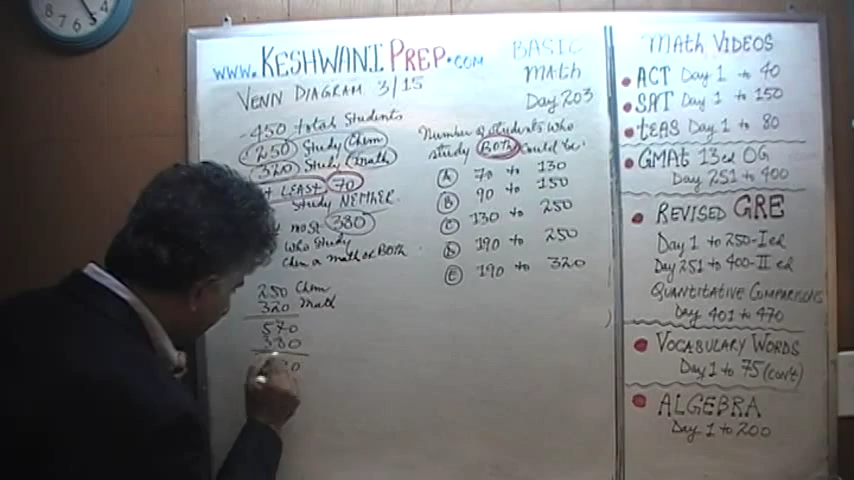 www.KESHWANI PREP.com
BASIC
Math
Day 203
VENN DIAGRAM 3/15
450 total Students
250 Study Chem
320 Study math
LEAST 70
study NEITHER
most 380
who study
Chem or math or BOTH
250 Chem
320 Math
570
380
Number of students who
study BOTH could be:
A 70 to 130
B 90 to 150
C 130 to 250
D 190 to 250
E 190 to 320
Math VIDEOS
ACT Day 1 to 40
SAT Day 1 to 150
tEAS Day 1 to 80
GMAt 13ed OG
Day 251 to 400
REVISED GRE
Day 1 to 250-I ed
Day 251 to 400-II ed
QUANTITATIVE COMPARISONS
Day 401 to 470
VOCABULARY WORDS
Day 1 to 75 (con't)
ALGEBRA
Day 1 to 200